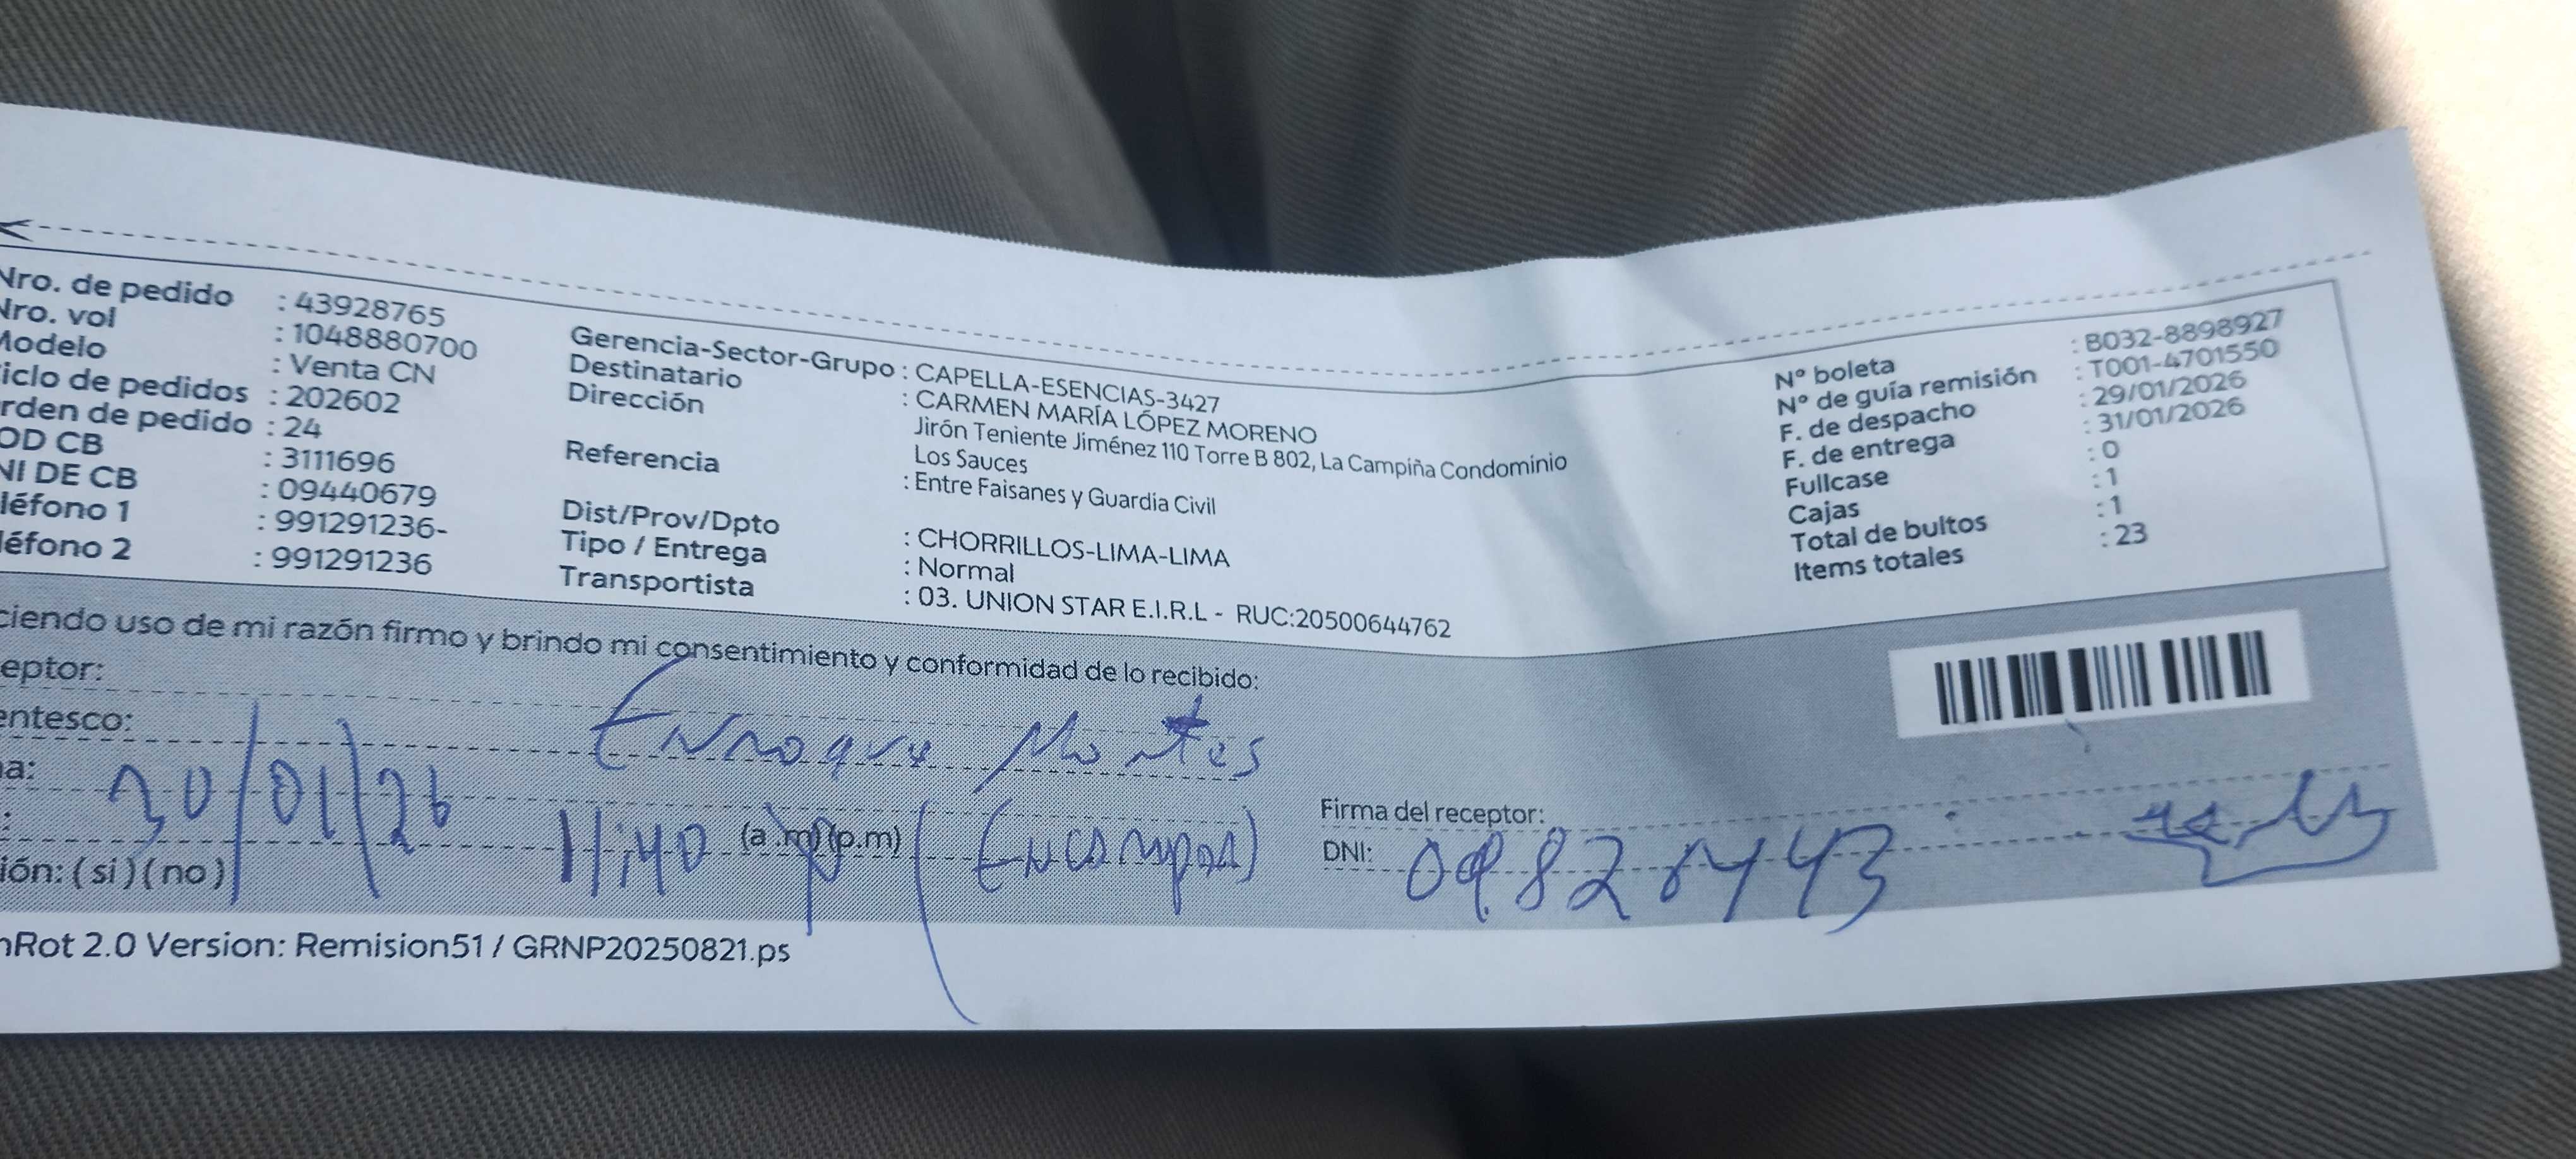 Nro. de pedido : 43928765
Nro. vol : 1048880700
Modelo : Venta CN
iclo de pedidos : 202602
rden de pedido : 24
OD CB : 3111696
NI DE CB : 09440679
léfono 1 : 991291236-
léfono 2 : 991291236
Gerencia-Sector-Grupo : CAPELLA-ESENCIAS-3427
Destinatario : CARMEN MARÍA LÓPEZ MORENO
Dirección : Jirón Teniente Jiménez 110 Torre B 802, La Campiña Condominio
Los Sauces
Referencia : Entre Faisanes y Guardia Civil
Dist/Prov/Dpto : CHORRILLOS-LIMA-LIMA
Tipo / Entrega : Normal
Transportista : 03. UNION STAR E.I.R.L - RUC:20500644762
N° boleta : B032-8898927
N° de guía remisión : T001-4701550
F. de despacho : 29/01/2026
F. de entrega : 31/01/2026
Fullcase : 0
Cajas : 1
Total de bultos : 1
Items totales : 23
ciendo uso de mi razón firmo y brindo mi consentimiento y conformidad de lo recibido:
eptor:
entesco: Montes
a: 30/01/26
: 11:40 (a.m)(p.m)
ión: ( si ) ( no )
Firma del receptor:
DNI:
nRot 2.0 Version: Remision51 / GRNP20250821.ps